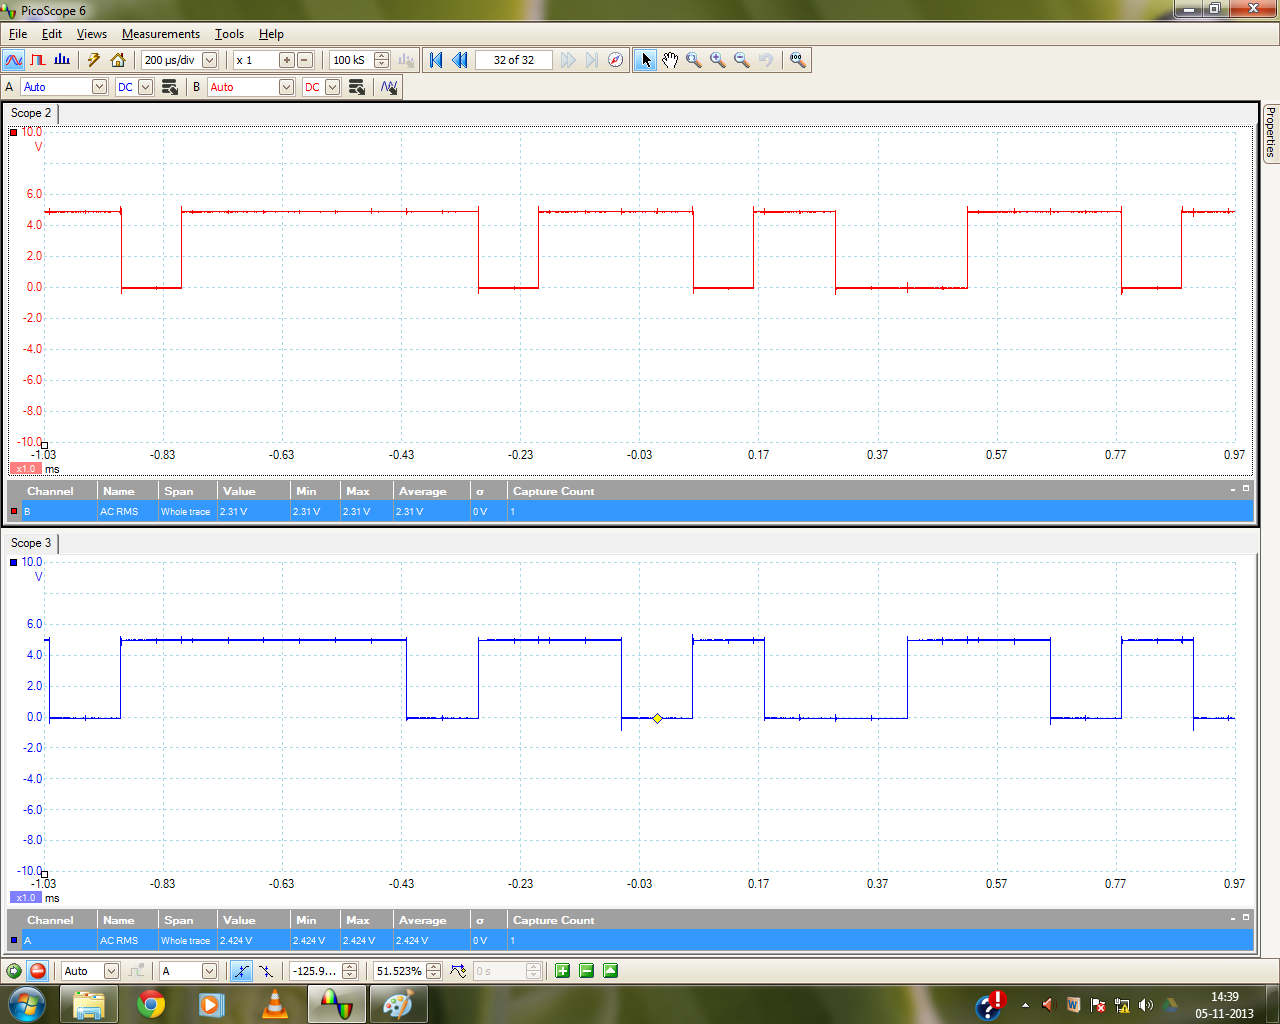 PicoScope 6
File Edit Views Measurements Tools Help
200 µs/div x 1 100 kS 32 of 32
A Auto DC B Auto DC
Scope 2
Properties
10.0
V
6.0
4.0
2.0
0.0
-2.0
-4.0
-6.0
-8.0
-10.0
-1.03 -0.83 -0.63 -0.43 -0.23 -0.03 0.17 0.37 0.57 0.77 0.97
x1.0 ms
Channel Name Span Value Min Max Average σ Capture Count
B AC RMS Whole trace 2.31 V 2.31 V 2.31 V 2.31 V 0 V 1
Scope 3
10.0
V
6.0
4.0
2.0
0.0
-2.0
-4.0
-6.0
-8.0
-10.0
-1.03 -0.83 -0.63 -0.43 -0.23 -0.03 0.17 0.37 0.57 0.77 0.97
x1.0 ms
Channel Name Span Value Min Max Average σ Capture Count
A AC RMS Whole trace 2.424 V 2.424 V 2.424 V 2.424 V 0 V 1
Auto A -125.9... 51.523% 0 s
14:39
05-11-2013